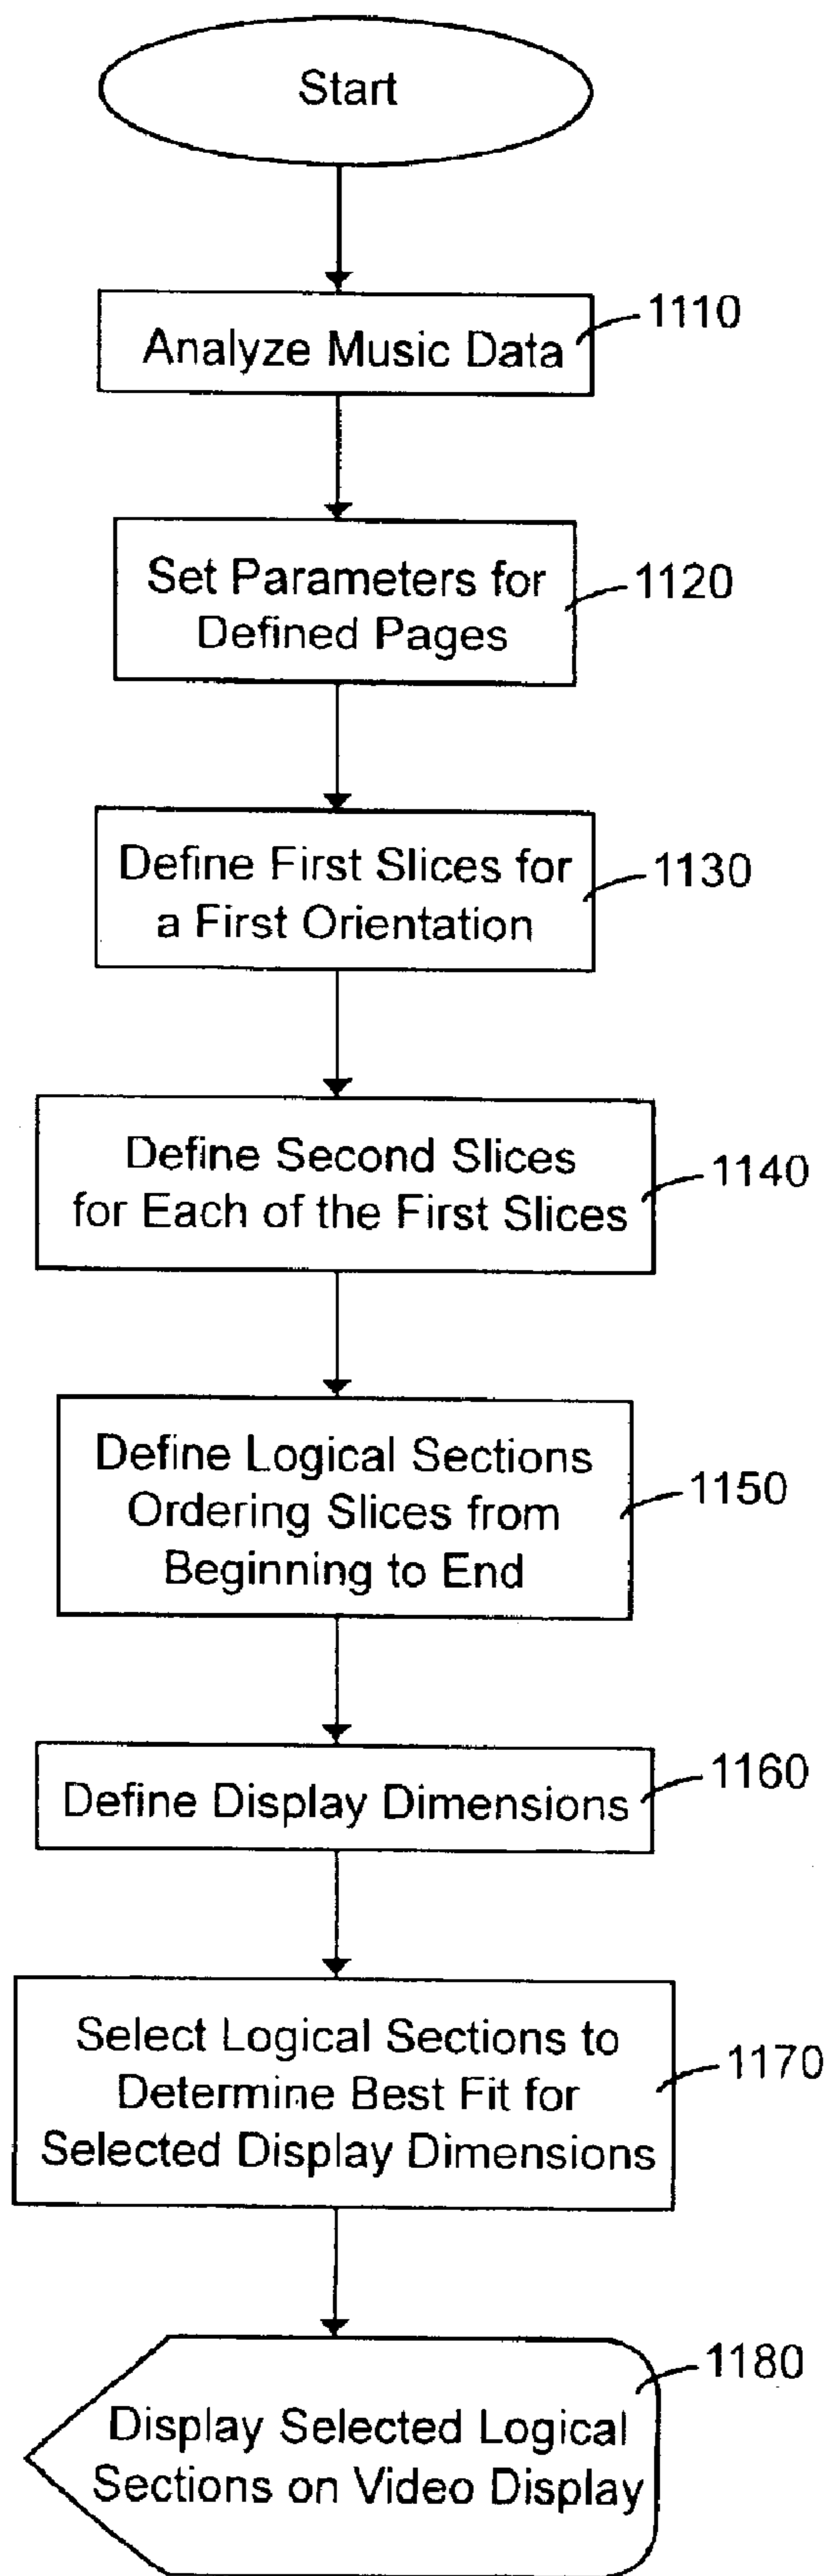 Start
Analyze Music Data
1110
Set Parameters for
Defined Pages
1120
Define First Slices for
a First Orientation
1130
Define Second Slices
for Each of the First Slices
1140
Define Logical Sections
Ordering Slices from
Beginning to End
1150
Define Display Dimensions
1160
Select Logical Sections to
Determine Best Fit for
Selected Display Dimensions
1170
Display Selected Logical
Sections on Video Display
1180